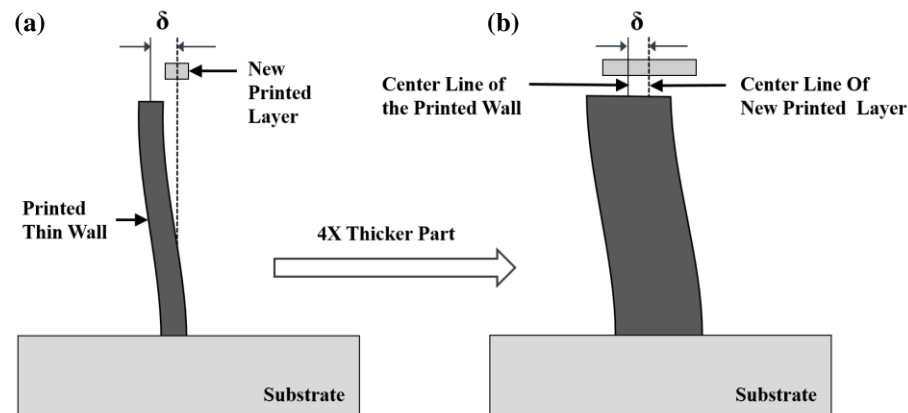 (a)
δ
New
Printed
Layer
Printed
Thin Wall
4X Thicker Part
Substrate
(b)
δ
Center Line of
the Printed Wall
Center Line Of
New Printed Layer
Substrate